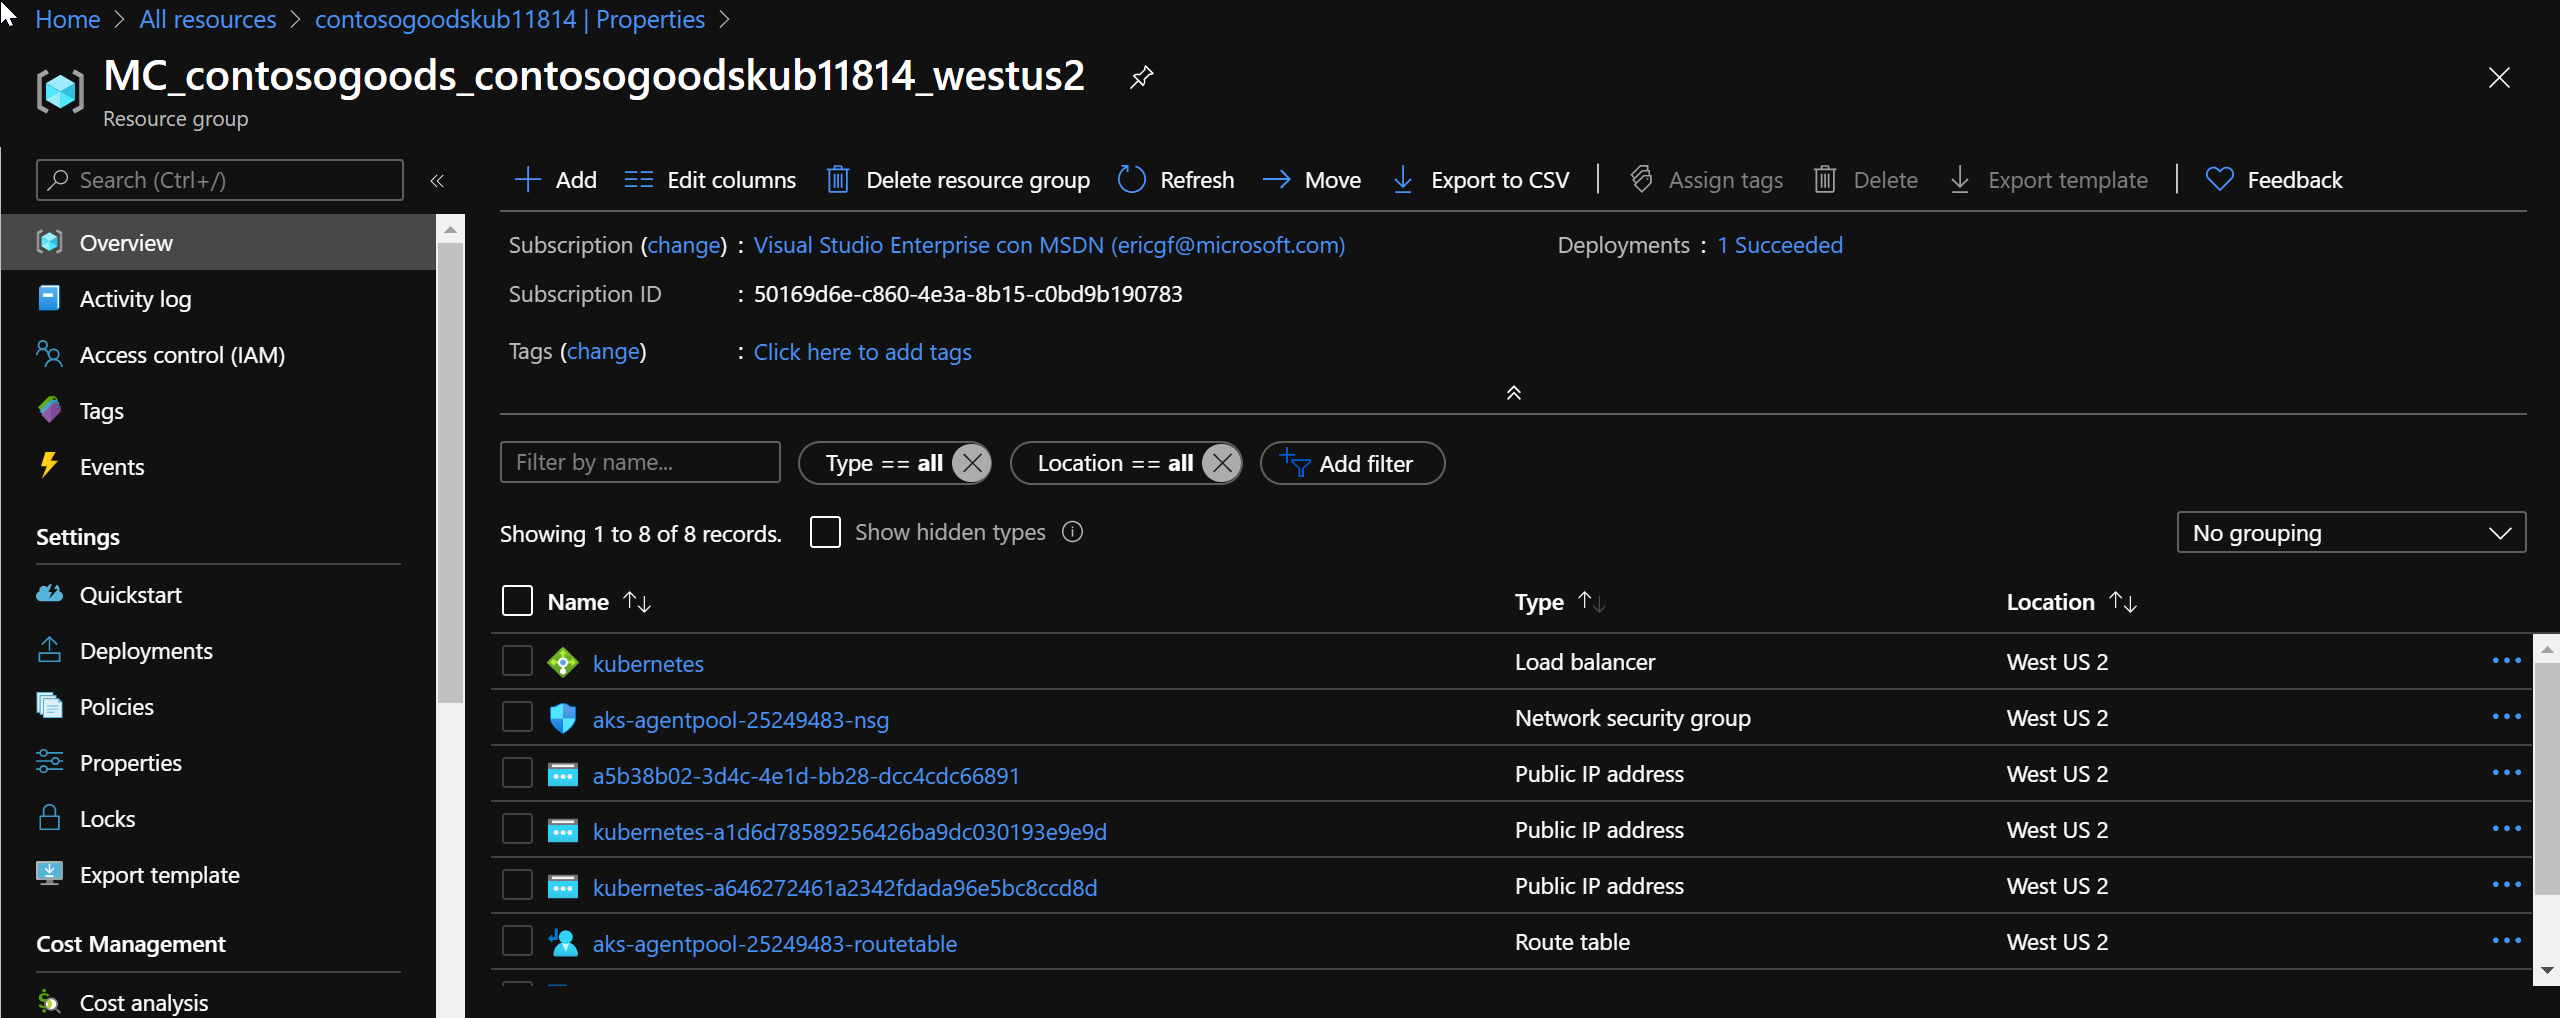 Home > All resources > contosogoodskub11814 | Properties >
MC_contosogoods_contosogoodskub11814_westus2
Resource group
Search (Ctrl+/)
«
Overview
Activity log
Access control (IAM)
Tags
Events
Settings
Quickstart
Deployments
Policies
Properties
Locks
Export template
Cost Management
Cost analysis
Add Edit columns Delete resource group Refresh Move Export to CSV Assign tags Delete Export template Feedback
Subscription (change) : Visual Studio Enterprise con MSDN (ericgf@microsoft.com) Deployments : 1 Succeeded
Subscription ID : 50169d6e-c860-4e3a-8b15-c0bd9b190783
Tags (change) : Click here to add tags
Filter by name... Type == all Location == all Add filter
Showing 1 to 8 of 8 records. Show hidden types No grouping
Name Type Location
kubernetes Load balancer West US 2
aks-agentpool-25249483-nsg Network security group West US 2
a5b38b02-3d4c-4e1d-bb28-dcc4cdc66891 Public IP address West US 2
kubernetes-a1d6d78589256426ba9dc030193e9e9d Public IP address West US 2
kubernetes-a646272461a2342fdada96e5bc8ccd8d Public IP address West US 2
aks-agentpool-25249483-routetable Route table West US 2